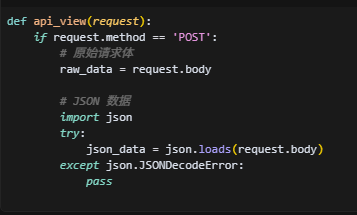 def api_view(request):
    if request.method == 'POST':
        # 原始请求体
        raw_data = request.body

        # JSON 数据
        import json
        try:
            json_data = json.loads(request.body)
        except json.JSONDecodeError:
            pass